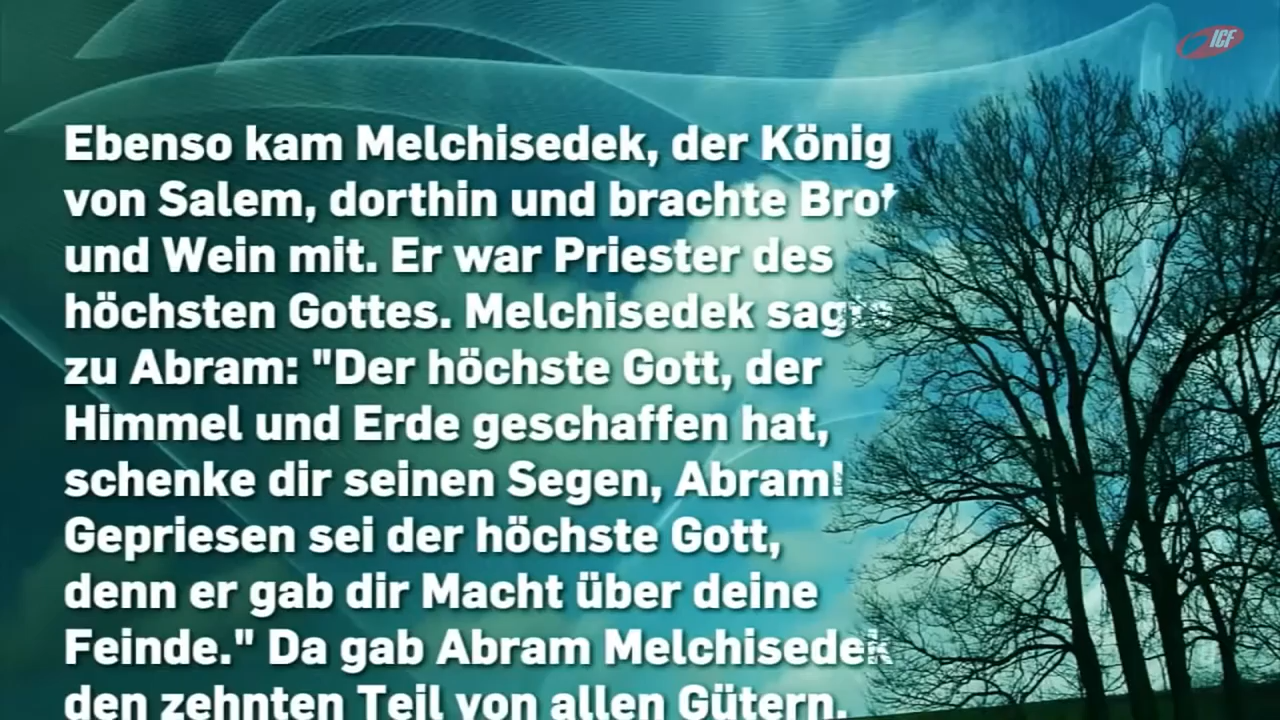 ICF
Ebenso kam Melchisedek, der König
von Salem, dorthin und brachte Brot
und Wein mit. Er war Priester des
höchsten Gottes. Melchisedek sagte
zu Abram: "Der höchste Gott, der
Himmel und Erde geschaffen hat,
schenke dir seinen Segen, Abram!
Gepriesen sei der höchste Gott,
denn er gab dir Macht über deine
Feinde." Da gab Abram Melchisedek
den zehnten Teil von allen Gütern.